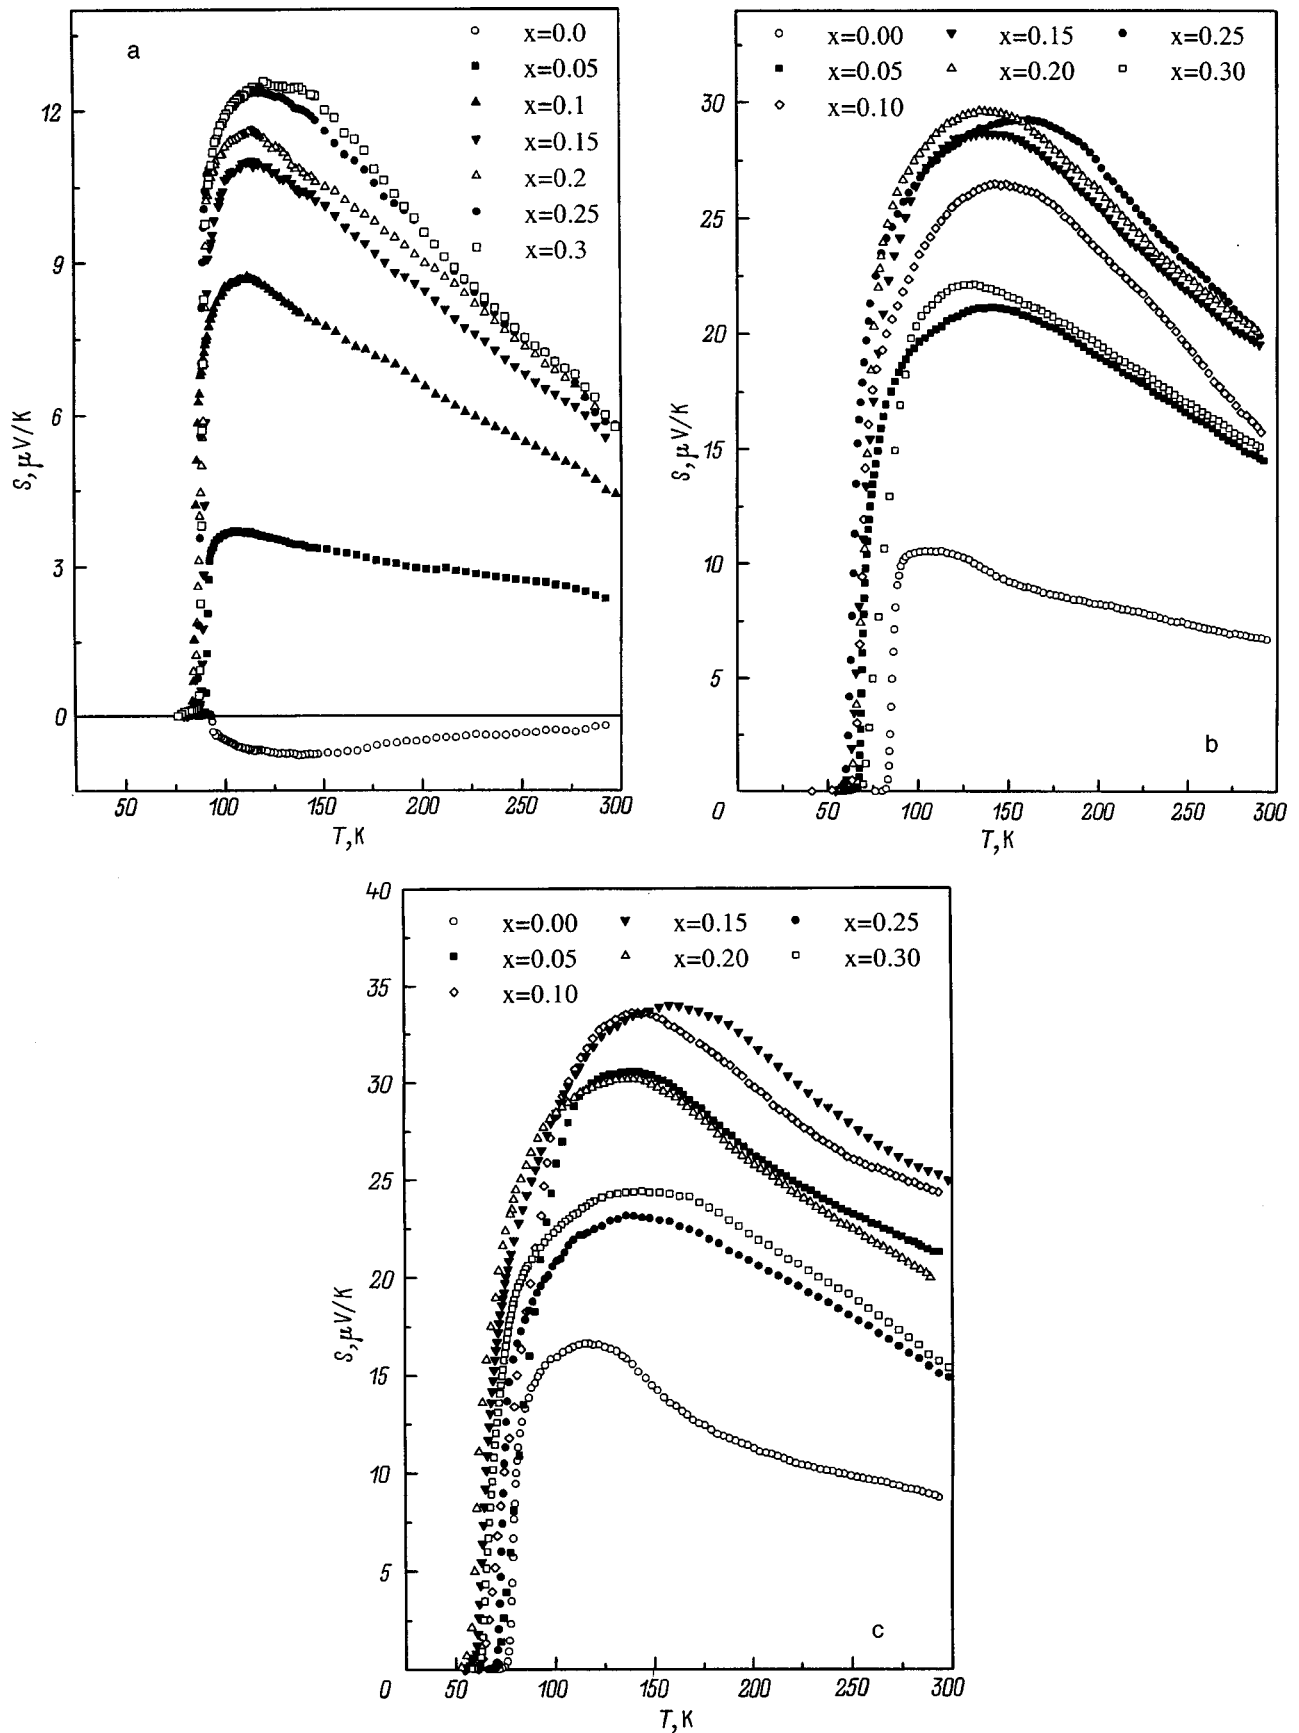 a
x=0.0
x=0.05
x=0.1
x=0.15
x=0.2
x=0.25
x=0.3
12
9
6
3
0
S, μV/K
50 100 150 200 250 300
T, K
x=0.00 x=0.15 x=0.25
x=0.05 x=0.20 x=0.30
x=0.10
30
25
20
15
10
5
S, μV/K
b
0 50 100 150 200 250 300
T, K
40
x=0.00 x=0.15 x=0.25
x=0.05 x=0.20 x=0.30
x=0.10
35
30
25
20
15
10
5
S, μV/K
c
0 50 100 150 200 250 300
T, K